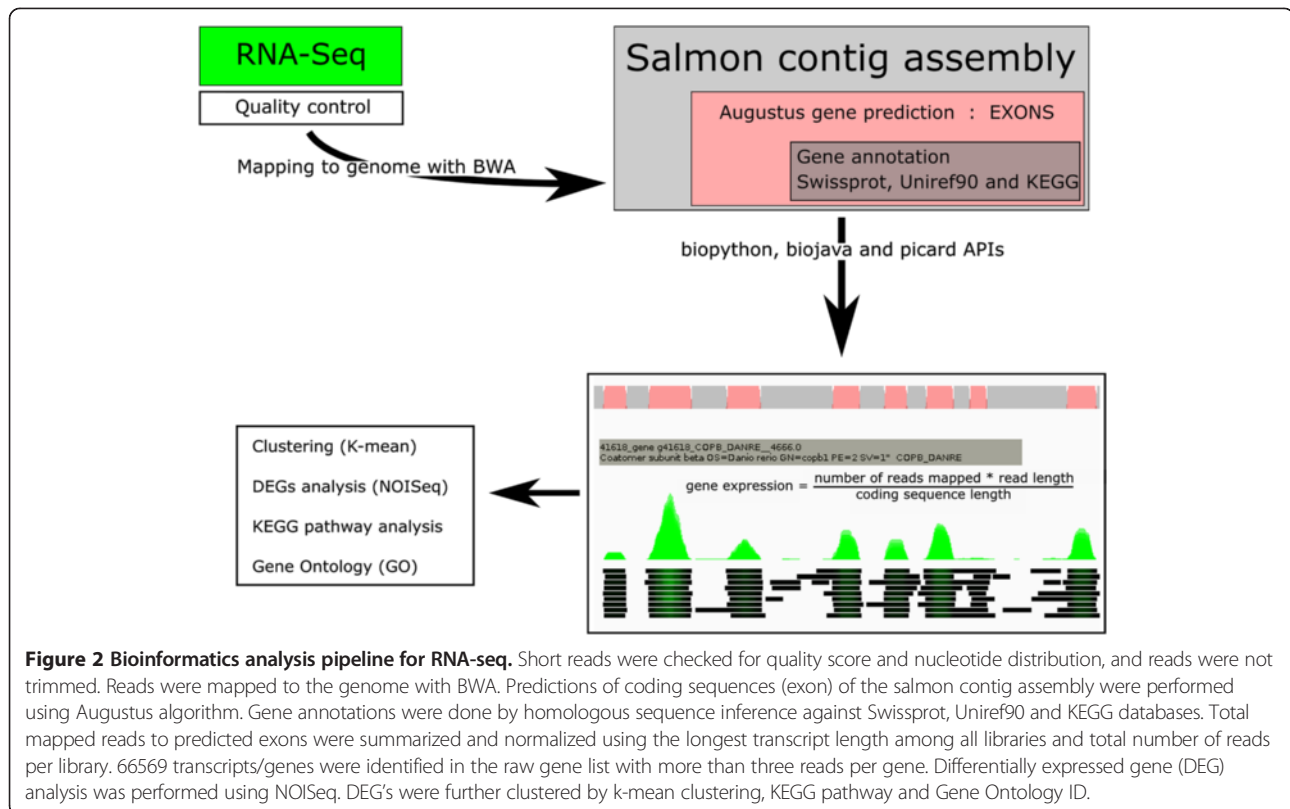 RNA-Seq
Quality control
Mapping to genome with BWA
Salmon contig assembly
Augustus gene prediction : EXONS
Gene annotation
Swissprot, Uniref90 and KEGG
biopython, biojava and picard APIs
41618_gene g41618_COPB_DANRE__4666.0
Coatomer subunit beta OS=Danio rerio GN=copb1 PE=2 SV=1" COPB_DANRE
gene expression = number of reads mapped * read length
coding sequence length
Clustering (K-mean)
DEGs analysis (NOISeq)
KEGG pathway analysis
Gene Ontology (GO)
Figure 2 Bioinformatics analysis pipeline for RNA-seq. Short reads were checked for quality score and nucleotide distribution, and reads were not
trimmed. Reads were mapped to the genome with BWA. Predictions of coding sequences (exon) of the salmon contig assembly were performed
using Augustus algorithm. Gene annotations were done by homologous sequence inference against Swissprot, Uniref90 and KEGG databases. Total
mapped reads to predicted exons were summarized and normalized using the longest transcript length among all libraries and total number of reads
per library. 66569 transcripts/genes were identified in the raw gene list with more than three reads per gene. Differentially expressed gene (DEG)
analysis was performed using NOISeq. DEG's were further clustered by k-mean clustering, KEGG pathway and Gene Ontology ID.